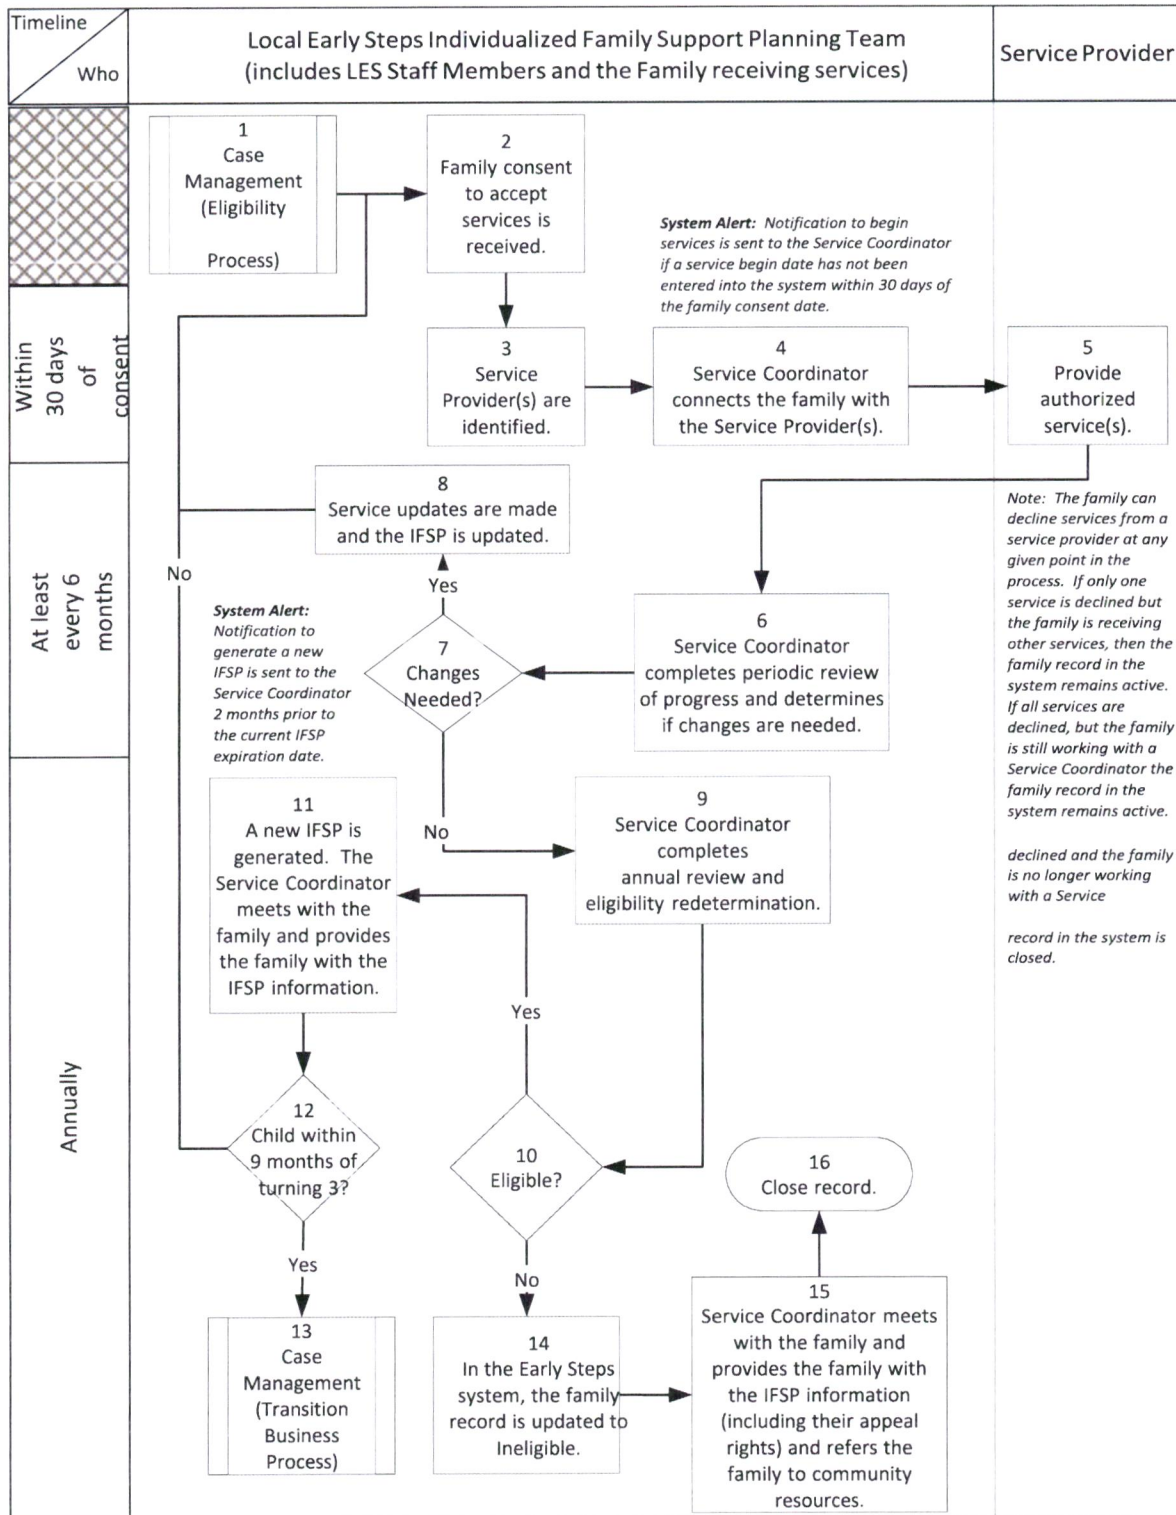 Timeline
Who
Local Early Steps Individualized Family Support Planning Team
(includes LES Staff Members and the Family receiving services)
Service Provider
1
Case
Management
(Eligibility
Process)
2
Family consent
to accept
services is
received.
System Alert: Notification to begin
services is sent to the Service Coordinator
if a service begin date has not been
entered into the system within 30 days of
the family consent date.
Within
30 days
of
consent
3
Service
Provider(s) are
identified.
4
Service Coordinator
connects the family with
the Service Provider(s).
5
Provide
authorized
service(s).
At least
every 6
months
8
Service updates are made
and the IFSP is updated.
No
Yes
System Alert:
Notification to
generate a new
IFSP is sent to the
Service Coordinator
2 months prior to
the current IFSP
expiration date.
7
Changes
Needed?
6
Service Coordinator
completes periodic review
of progress and determines
if changes are needed.
Note: The family can
decline services from a
service provider at any
given point in the
process. If only one
service is declined but
the family is receiving
other services, then the
family record in the
system remains active.
If all services are
declined, but the family
is still working with a
Service Coordinator the
family record in the
system remains active.
declined and the family
is no longer working
with a Service
record in the system is
closed.
Annually
11
A new IFSP is
generated. The
Service Coordinator
meets with the
family and provides
the family with the
IFSP information.
No
9
Service Coordinator
completes
annual review and
eligibility redetermination.
Yes
12
Child within
9 months of
turning 3?
10
Eligible?
16
Close record.
Yes
No
13
Case
Management
(Transition
Business
Process)
14
In the Early Steps
system, the family
record is updated to
Ineligible.
15
Service Coordinator meets
with the family and
provides the family with
the IFSP information
(including their appeal
rights) and refers the
family to community
resources.